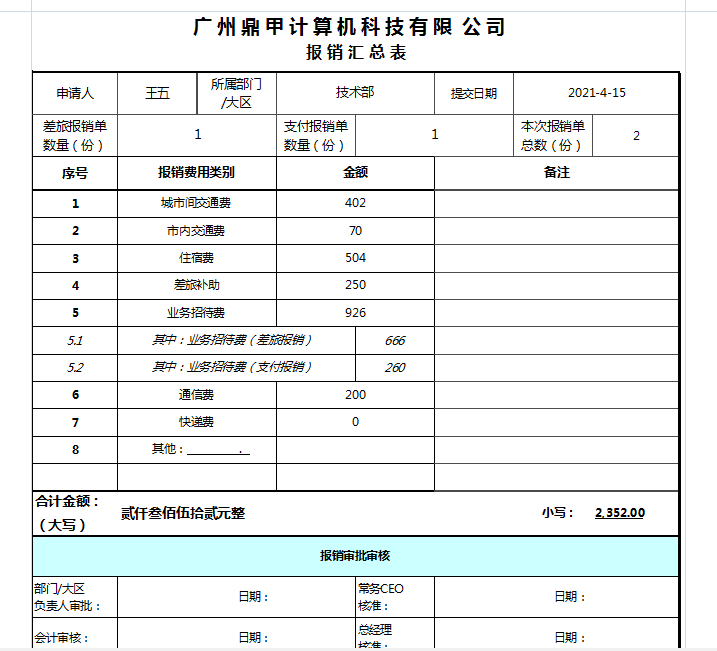 广州鼎甲计算机科技有限 公司
报销汇总表
申请人 王五 所属部门/大区 技术部 提交日期 2021-4-15
差旅报销单数量（份） 1 支付报销单数量（份） 1 本次报销单总数（份） 2
序号 报销费用类别 金额 备注
1 城市间交通费 402
2 市内交通费 70
3 住宿费 504
4 差旅补助 250
5 业务招待费 926
5.1 其中：业务招待费（差旅报销） 666
5.2 其中：业务招待费（支付报销） 260
6 通信费 200
7 快递费 0
8 其他：________.
合计金额：（大写） 贰仟叁佰伍拾贰元整 小写： 2,352.00
报销审批审核
部门/大区负责人审批： 日期： 常务CEO核准： 日期：
会计审核： 日期： 总经理核准： 日期：